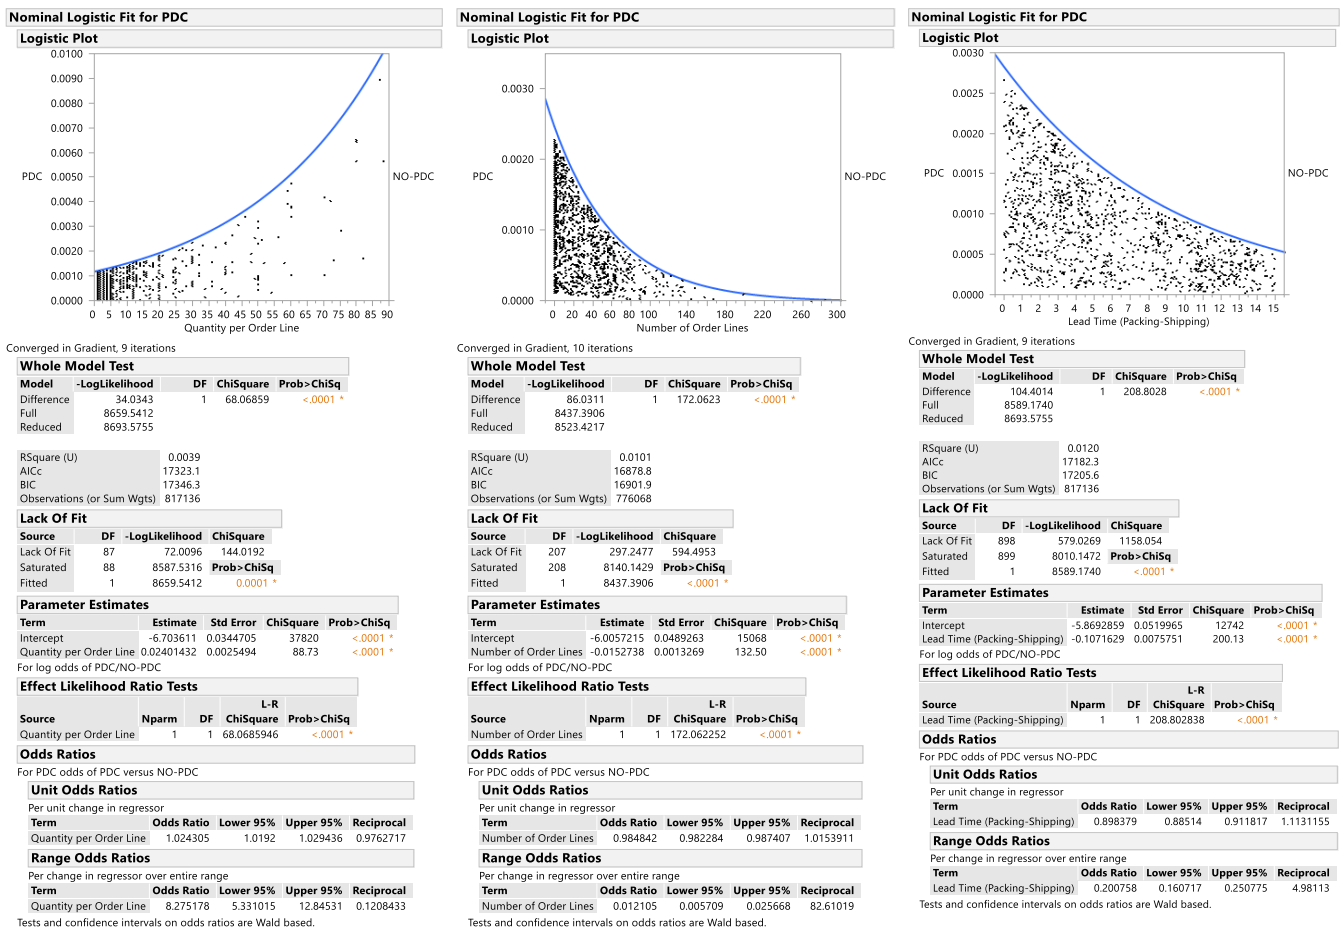 Nominal Logistic Fit for PDC
Logistic Plot
0.0100
0.0090
0.0080
0.0070
0.0060
PDC 0.0050 NO-PDC
0.0040
0.0030
0.0020
0.0010
0.0000
0 5 10 15 20 25 30 35 40 45 50 55 60 65 70 75 80 85 90
Quantity per Order Line
Converged in Gradient, 9 iterations
Whole Model Test
Model -LogLikelihood DF ChiSquare Prob>ChiSq
Difference 34.0343 1 68.06859 <.0001 *
Full 8659.5412
Reduced 8693.5755
RSquare (U) 0.0039
AICc 17323.1
BIC 17346.3
Observations (or Sum Wgts) 817136
Lack Of Fit
Source DF -LogLikelihood ChiSquare
Lack Of Fit 87 72.0096 144.0192
Saturated 88 8587.5316 Prob>ChiSq
Fitted 1 8659.5412 0.0001 *
Parameter Estimates
Term Estimate Std Error ChiSquare Prob>ChiSq
Intercept -6.703611 0.0344705 37820 <.0001 *
Quantity per Order Line 0.02401432 0.0025494 88.73 <.0001 *
For log odds of PDC/NO-PDC
Effect Likelihood Ratio Tests
L-R
Source Nparm DF ChiSquare Prob>ChiSq
Quantity per Order Line 1 1 68.0685946 <.0001 *
Odds Ratios
For PDC odds of PDC versus NO-PDC
Unit Odds Ratios
Per unit change in regressor
Term Odds Ratio Lower 95% Upper 95% Reciprocal
Quantity per Order Line 1.024305 1.0192 1.029436 0.9762717
Range Odds Ratios
Per change in regressor over entire range
Term Odds Ratio Lower 95% Upper 95% Reciprocal
Quantity per Order Line 8.275178 5.331015 12.84531 0.1208433
Tests and confidence intervals on odds ratios are Wald based.
Nominal Logistic Fit for PDC
Logistic Plot
0.0030
0.0020
PDC NO-PDC
0.0010
0.0000
0 20 40 60 80 100 140 180 220 260 300
Number of Order Lines
Converged in Gradient, 10 iterations
Whole Model Test
Model -LogLikelihood DF ChiSquare Prob>ChiSq
Difference 86.0311 1 172.0623 <.0001 *
Full 8437.3906
Reduced 8523.4217
RSquare (U) 0.0101
AICc 16878.8
BIC 16901.9
Observations (or Sum Wgts) 776068
Lack Of Fit
Source DF -LogLikelihood ChiSquare
Lack Of Fit 207 297.2477 594.4953
Saturated 208 8140.1429 Prob>ChiSq
Fitted 1 8437.3906 <.0001 *
Parameter Estimates
Term Estimate Std Error ChiSquare Prob>ChiSq
Intercept -6.0057215 0.0489263 15068 <.0001 *
Number of Order Lines -0.0152738 0.0013269 132.50 <.0001 *
For log odds of PDC/NO-PDC
Effect Likelihood Ratio Tests
L-R
Source Nparm DF ChiSquare Prob>ChiSq
Number of Order Lines 1 1 172.062252 <.0001 *
Odds Ratios
For PDC odds of PDC versus NO-PDC
Unit Odds Ratios
Per unit change in regressor
Term Odds Ratio Lower 95% Upper 95% Reciprocal
Number of Order Lines 0.984842 0.982284 0.987407 1.0153911
Range Odds Ratios
Per change in regressor over entire range
Term Odds Ratio Lower 95% Upper 95% Reciprocal
Number of Order Lines 0.012105 0.005709 0.025668 82.61019
Tests and confidence intervals on odds ratios are Wald based.
Nominal Logistic Fit for PDC
Logistic Plot
0.0030
0.0025
0.0020
PDC 0.0015 NO-PDC
0.0010
0.0005
0.0000
0 1 2 3 4 5 6 7 8 9 10 11 12 13 14 15
Lead Time (Packing-Shipping)
Converged in Gradient, 9 iterations
Whole Model Test
Model -LogLikelihood DF ChiSquare Prob>ChiSq
Difference 104.4014 1 208.8028 <.0001 *
Full 8589.1740
Reduced 8693.5755
RSquare (U) 0.0120
AICc 17182.3
BIC 17205.6
Observations (or Sum Wgts) 817136
Lack Of Fit
Source DF -LogLikelihood ChiSquare
Lack Of Fit 898 579.0269 1158.054
Saturated 899 8010.1472 Prob>ChiSq
Fitted 1 8589.1740 <.0001 *
Parameter Estimates
Term Estimate Std Error ChiSquare Prob>ChiSq
Intercept -5.8692859 0.0519965 12742 <.0001 *
Lead Time (Packing-Shipping) -0.1071629 0.0075751 200.13 <.0001 *
For log odds of PDC/NO-PDC
Effect Likelihood Ratio Tests
L-R
Source Nparm DF ChiSquare Prob>ChiSq
Lead Time (Packing-Shipping) 1 1 208.802838 <.0001 *
Odds Ratios
For PDC odds of PDC versus NO-PDC
Unit Odds Ratios
Per unit change in regressor
Term Odds Ratio Lower 95% Upper 95% Reciprocal
Lead Time (Packing-Shipping) 0.898379 0.88514 0.911817 1.1131155
Range Odds Ratios
Per change in regressor over entire range
Term Odds Ratio Lower 95% Upper 95% Reciprocal
Lead Time (Packing-Shipping) 0.200758 0.160717 0.250775 4.98113
Tests and confidence intervals on odds ratios are Wald based.